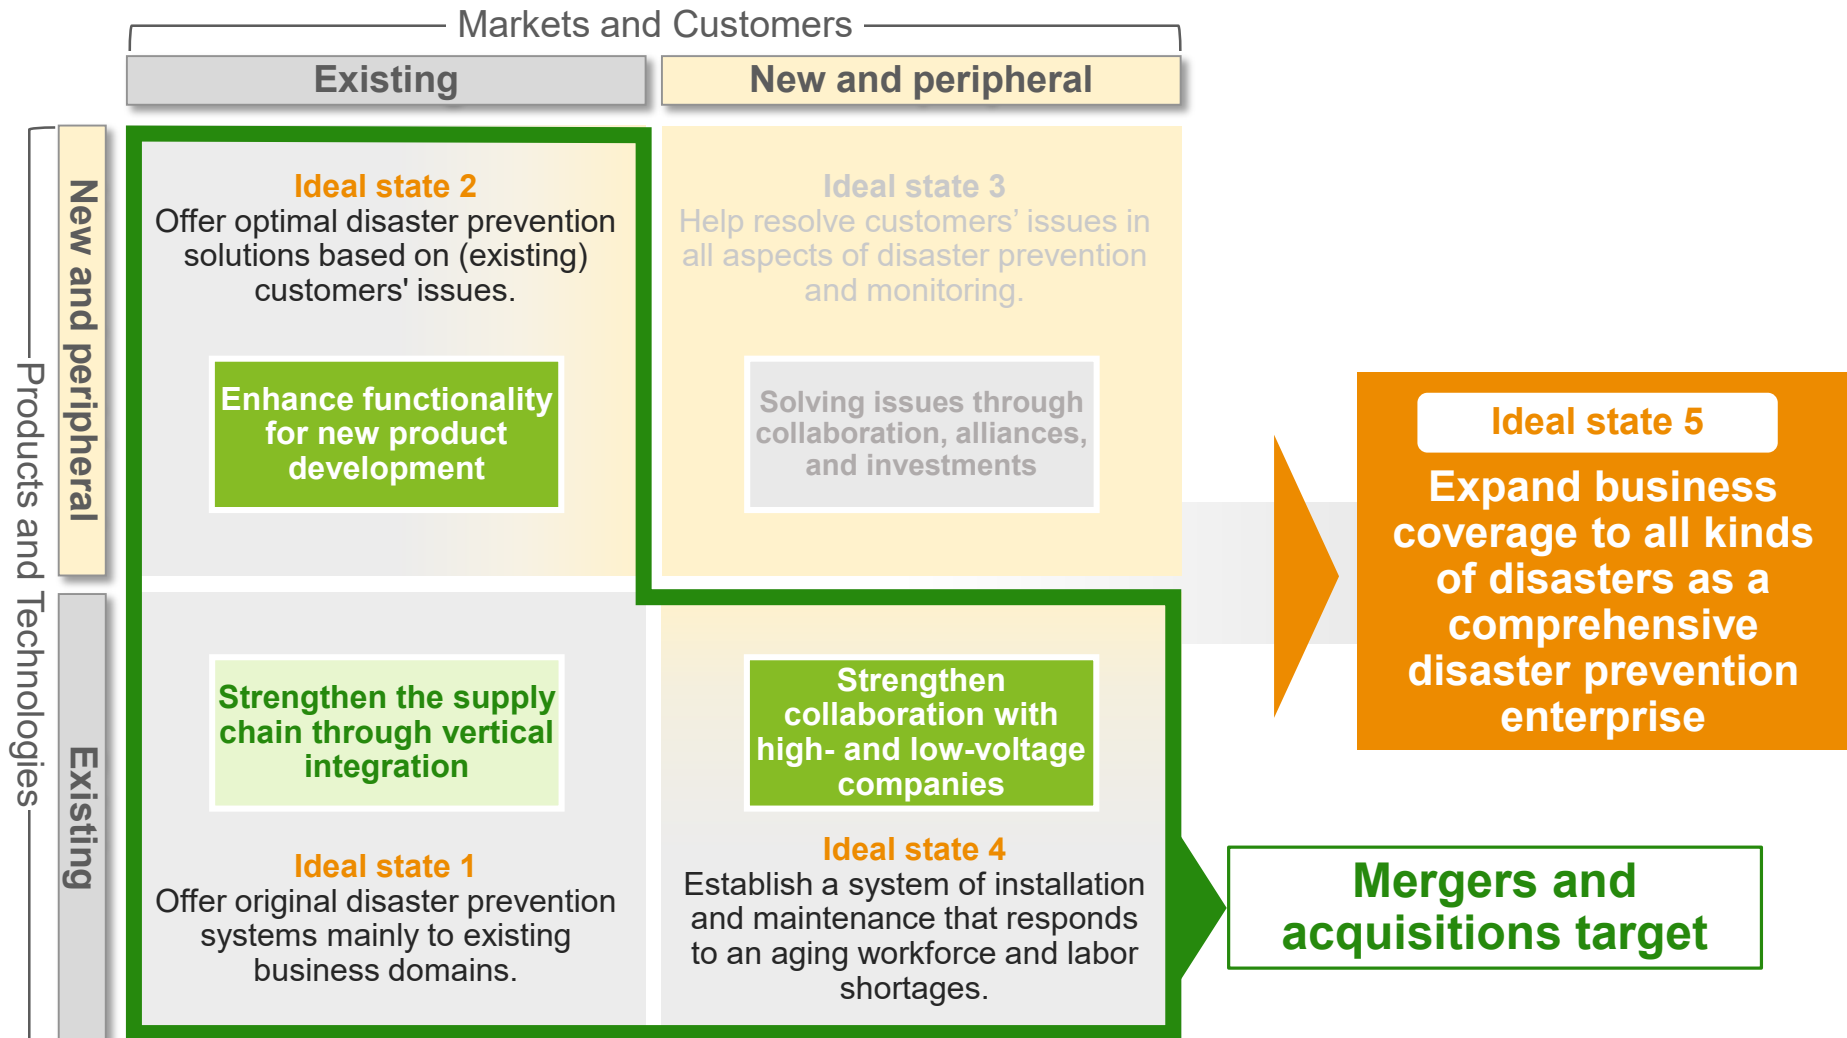 Markets and Customers
Existing
New and peripheral
Products and Technologies
New and peripheral
Existing
Ideal state 2
Offer optimal disaster prevention
solutions based on (existing)
customers' issues.
Enhance functionality
for new product
development
Ideal state 3
Help resolve customers’ issues in
all aspects of disaster prevention
and monitoring.
Solving issues through
collaboration, alliances,
and investments
Strengthen the supply
chain through vertical
integration
Ideal state 1
Offer original disaster prevention
systems mainly to existing
business domains.
Strengthen
collaboration with
high- and low-voltage
companies
Ideal state 4
Establish a system of installation
and maintenance that responds
to an aging workforce and labor
shortages.
Ideal state 5
Expand business
coverage to all kinds
of disasters as a
comprehensive
disaster prevention
enterprise
Mergers and
acquisitions target